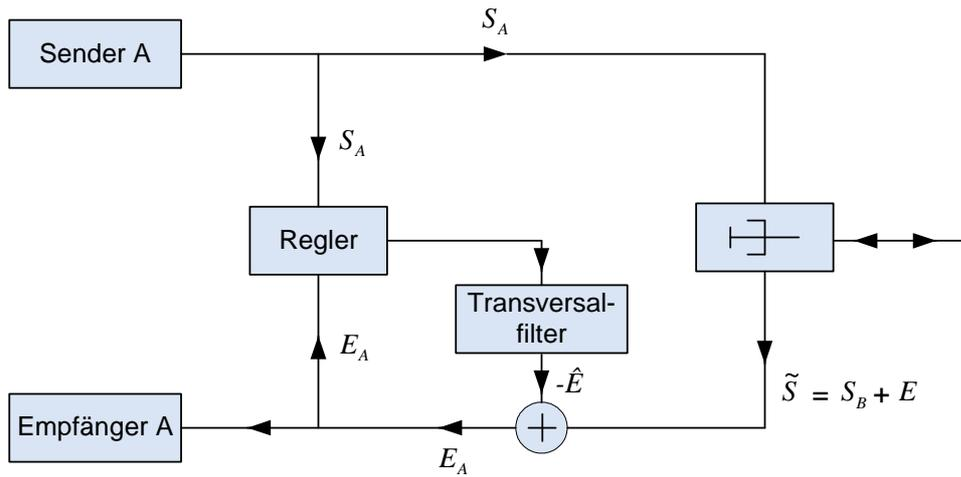 S_A
Sender A
S_A
Regler
Transversal-
filter
E_A
-Ê
S̃ = S_B + E
Empfänger A
E_A